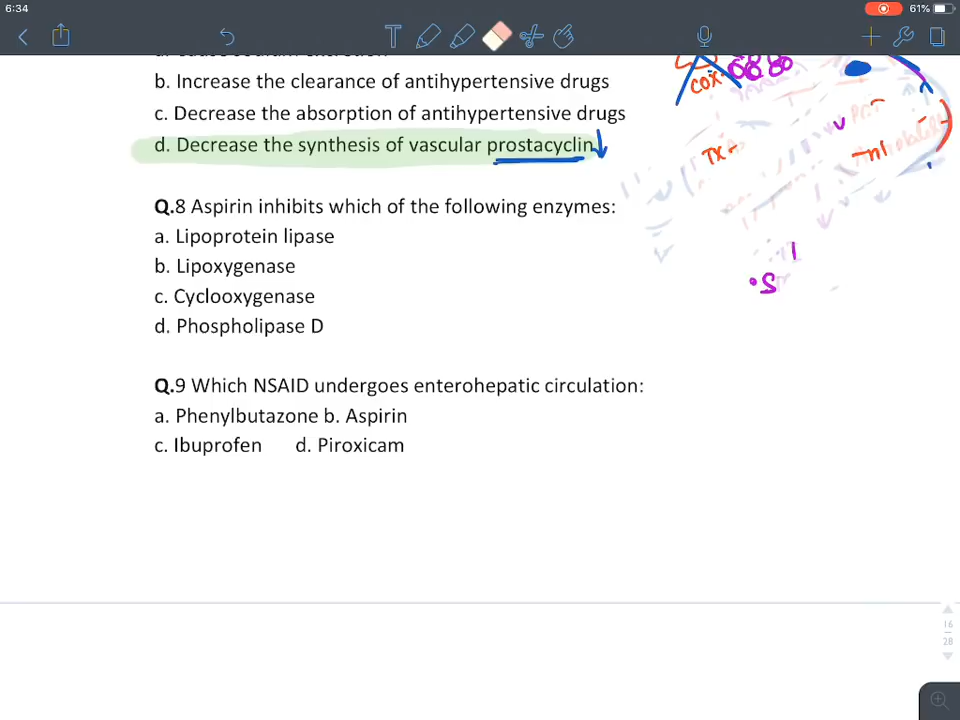 6:34
61%
b. Increase the clearance of antihypertensive drugs
c. Decrease the absorption of antihypertensive drugs
d. Decrease the synthesis of vascular prostacyclin
Q.8 Aspirin inhibits which of the following enzymes:
a. Lipoprotein lipase
b. Lipoxygenase
c. Cyclooxygenase
d. Phospholipase D
Q.9 Which NSAID undergoes enterohepatic circulation:
a. Phenylbutazone b. Aspirin
c. Ibuprofen d. Piroxicam
COX-
TX-
16
28